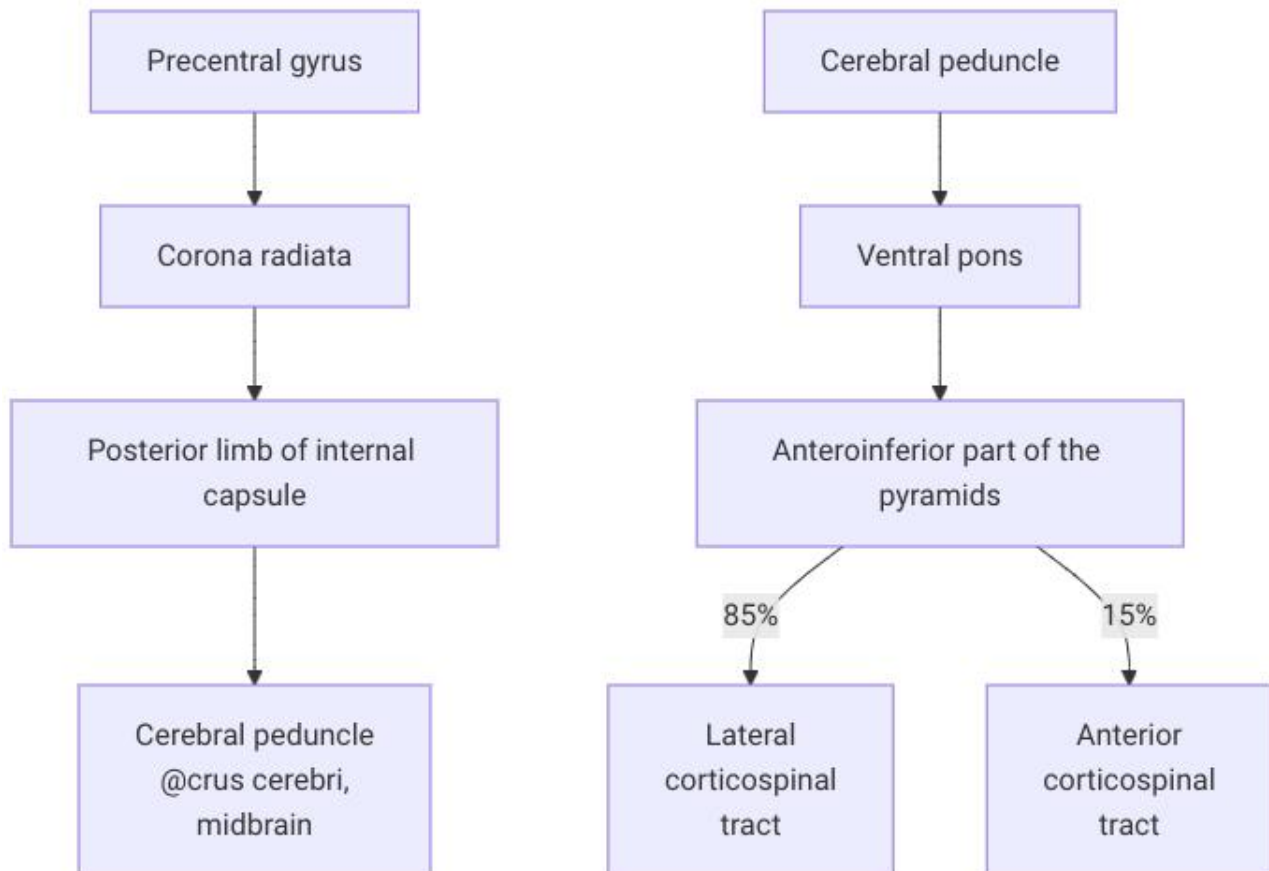 Precentral gyrus
Corona radiata
Posterior limb of internal
capsule
Cerebral peduncle
@crus cerebri,
midbrain
Cerebral peduncle
Ventral pons
Anteroinferior part of the
pyramids
85%
15%
Lateral
corticospinal
tract
Anterior
corticospinal
tract